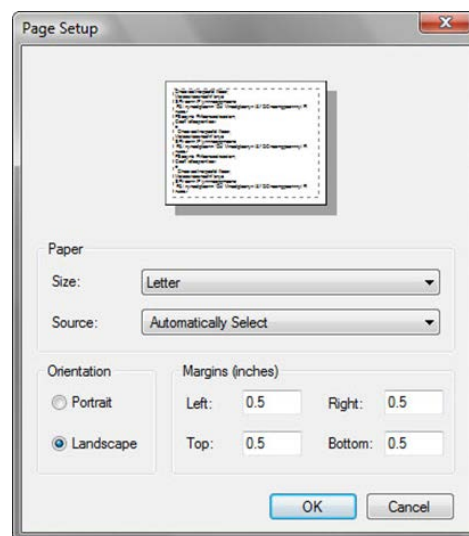 Page Setup
Paper
Size: Letter
Source: Automatically Select
Orientation
Portrait
Landscape
Margins (inches)
Left: 0.5 Right: 0.5
Top: 0.5 Bottom: 0.5
OK Cancel